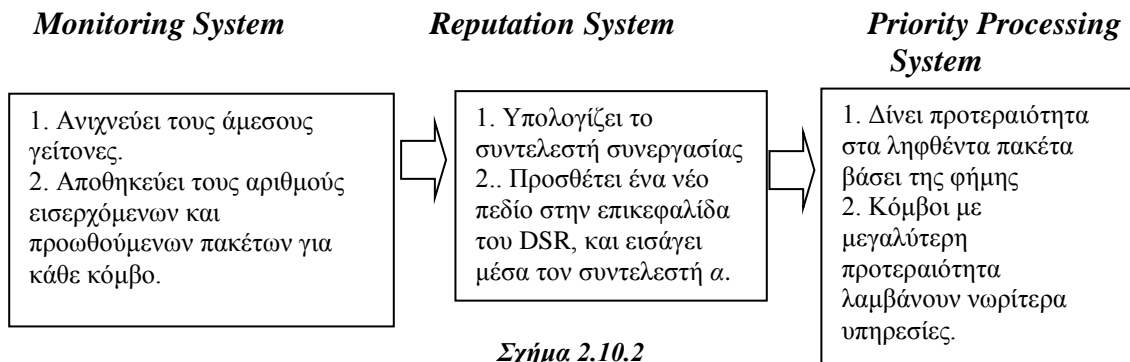 Monitoring System
Reputation System
Priority Processing
System
1. Ανιχνεύει τους άμεσους
γείτονες.
2. Αποθηκεύει τους αριθμούς
εισερχόμενων και
προωθούμενων πακέτων για
κάθε κόμβο.
1. Υπολογίζει το
συντελεστή συνεργασίας
2.. Προσθέτει ένα νέο
πεδίο στην επικεφαλίδα
του DSR, και εισάγει
μέσα τον συντελεστή α.
1. Δίνει προτεραιότητα
στα ληφθέντα πακέτα
βάσει της φήμης
2. Κόμβοι με
μεγαλύτερη
προτεραιότητα
λαμβάνουν νωρίτερα
υπηρεσίες.
Σχήμα 2.10.2